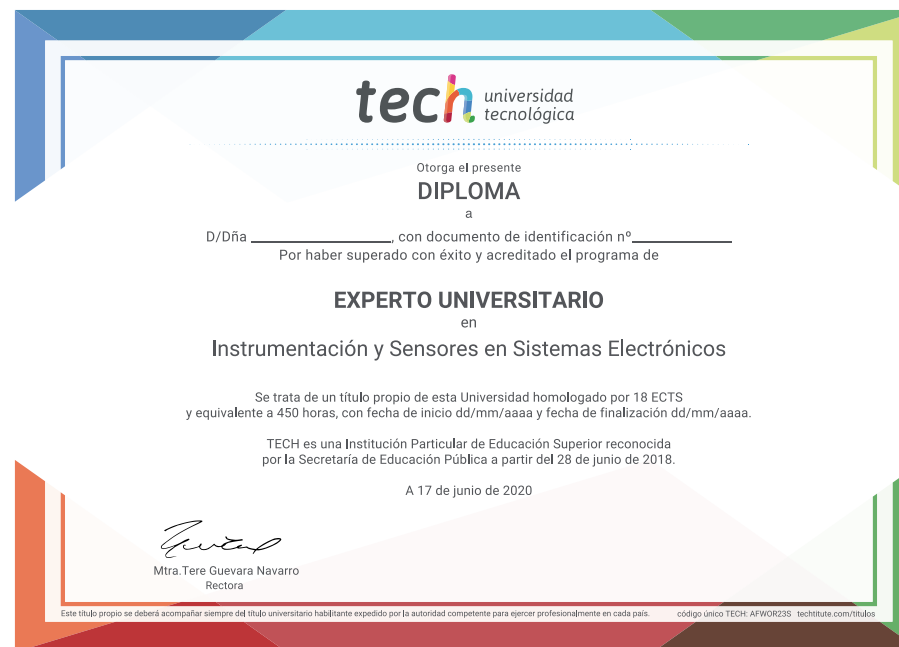 tech universidad
tecnológica
Otorga el presente
DIPLOMA
a
D/Dña ________________, con documento de identificación nº____________
Por haber superado con éxito y acreditado el programa de
EXPERTO UNIVERSITARIO
en
Instrumentación y Sensores en Sistemas Electrónicos
Se trata de un título propio de esta Universidad homologado por 18 ECTS
y equivalente a 450 horas, con fecha de inicio dd/mm/aaaa y fecha de finalización dd/mm/aaaa.
TECH es una Institución Particular de Educación Superior reconocida
por la Secretaría de Educación Pública a partir del 28 de junio de 2018.
A 17 de junio de 2020
Mtra.Tere Guevara Navarro
Rectora
Este título propio se deberá acompañar siempre del título universitario habilitante expedido por la autoridad competente para ejercer profesionalmente en cada país. código único TECH: AFWOR23S techtitute.com/titulos